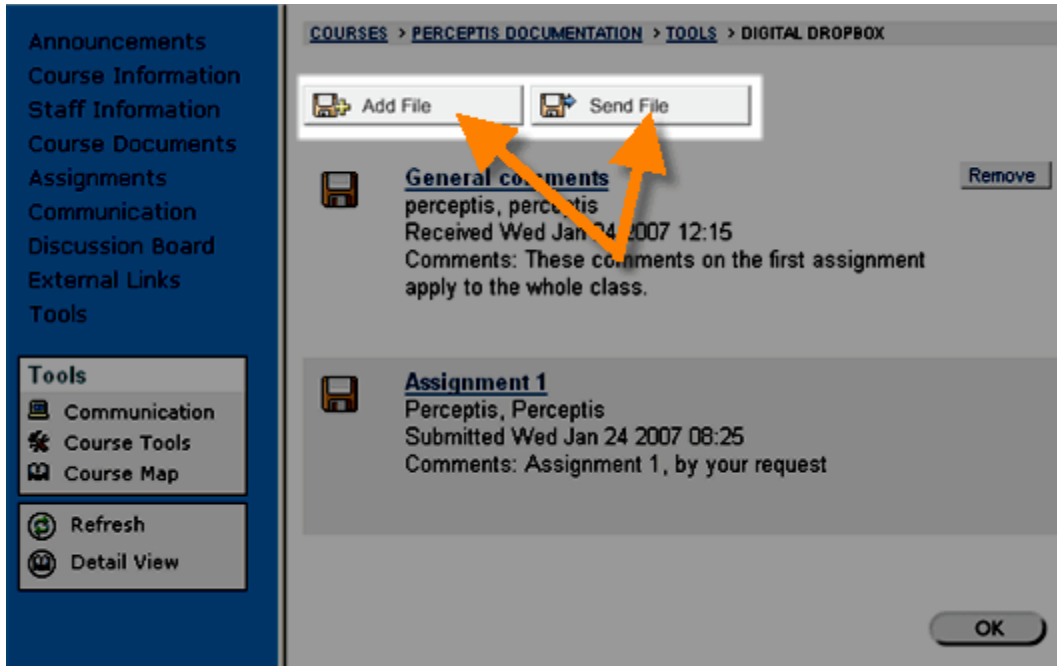 Announcements
Course Information
Staff Information
Course Documents
Assignments
Communication
Discussion Board
External Links
Tools
Tools
Communication
Course Tools
Course Map
Refresh
Detail View
COURSES > PERCEPTIS DOCUMENTATION > TOOLS > DIGITAL DROPBOX
Add File
Send File
General comments
Remove
perceptis, perceptis
Received Wed Jan 24 2007 12:15
Comments: These comments on the first assignment
apply to the whole class.
Assignment 1
Perceptis, Perceptis
Submitted Wed Jan 24 2007 08:25
Comments: Assignment 1, by your request
OK